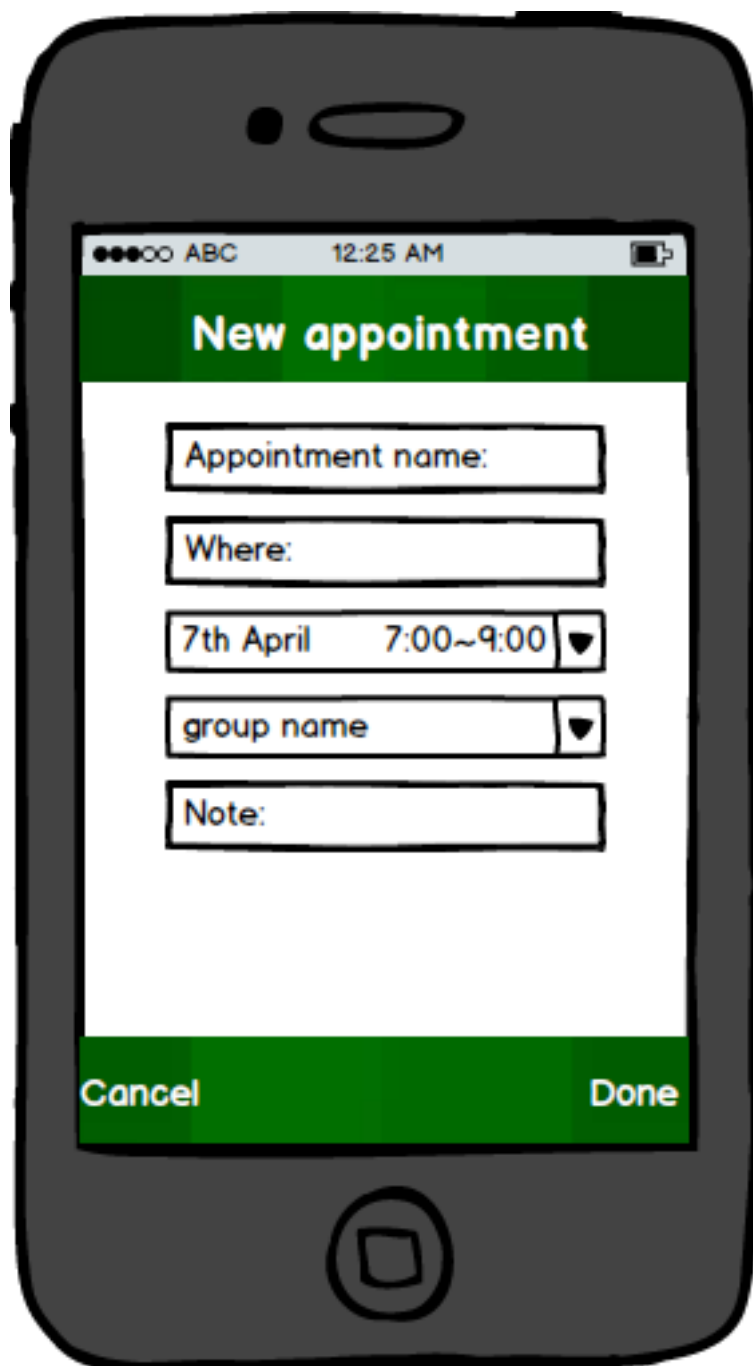 ABC 12:25 AM
New appointment
Appointment name:
Where:
7th April 7:00~9:00
group name
Note:
Cancel Done